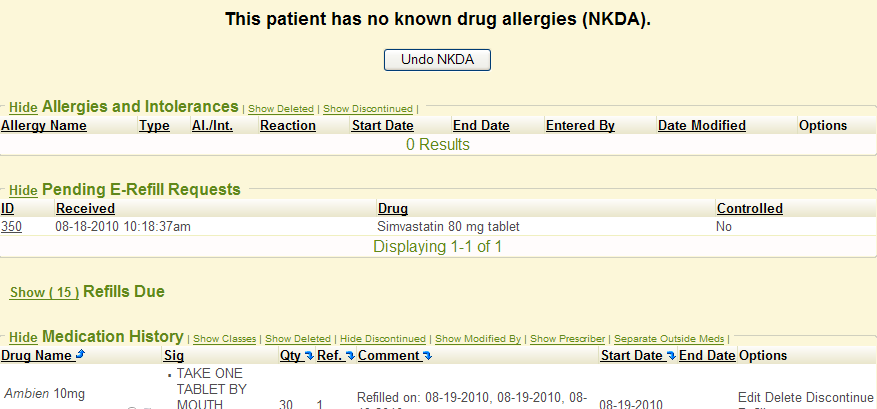 This patient has no known drug allergies (NKDA).
Undo NKDA
Hide Allergies and Intolerances | Show Deleted | Show Discontinued |
Allergy Name Type Al./Int. Reaction Start Date End Date Entered By Date Modified Options
0 Results
Hide Pending E-Refill Requests
ID Received Drug Controlled
350 08-18-2010 10:18:37am Simvastatin 80 mg tablet No
Displaying 1-1 of 1
Show ( 15 ) Refills Due
Hide Medication History | Show Classes | Show Deleted | Hide Discontinued | Show Modified By | Show Prescriber | Separate Outside Meds |
Drug Name Sig Qty Ref. Comment Start Date End Date Options
TAKE ONE
TABLET BY
MOUTH
Ambien 10mg
30 1
Refilled on: 08-19-2010, 08-19-2010, 08-
08-19-2010
Edit Delete Discontinue